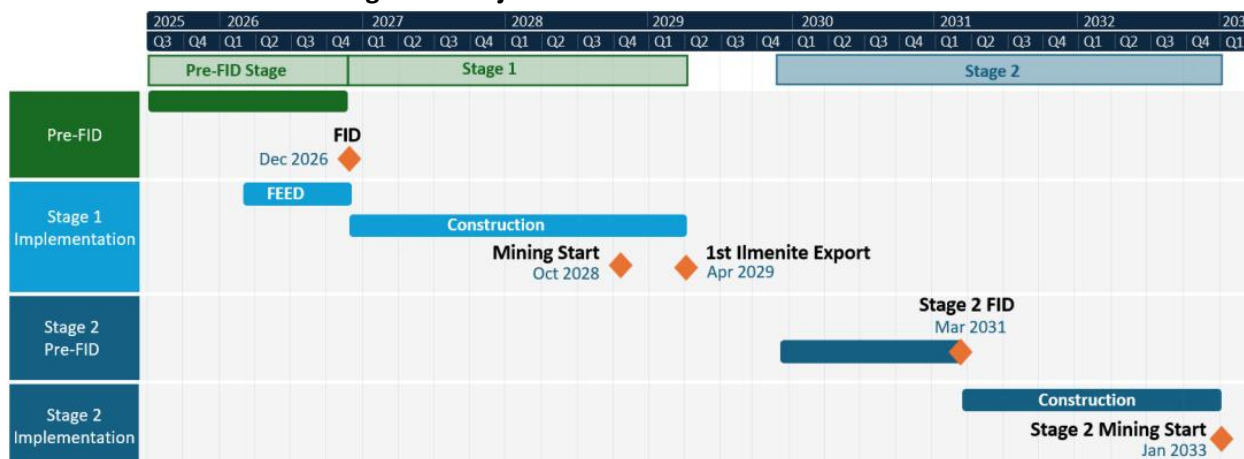 2025 2026 2027 2028 2029 2030 2031 2032
Q3 Q4 Q1 Q2 Q3 Q4 Q1 Q2 Q3 Q4 Q1 Q2 Q3 Q4 Q1 Q2 Q3 Q4 Q1 Q2 Q3 Q4 Q1 Q2 Q3 Q4 Q1 Q2 Q3 Q4 Q1
Pre-FID Stage Stage 1 Stage 2
Pre-FID
FID
Dec 2026
Stage 1
Implementation
FEED
Construction
Mining Start
Oct 2028
1st Ilmenite Export
Apr 2029
Stage 2
Pre-FID
Stage 2 FID
Mar 2031
Stage 2
Implementation
Construction
Stage 2 Mining Start
Jan 2033